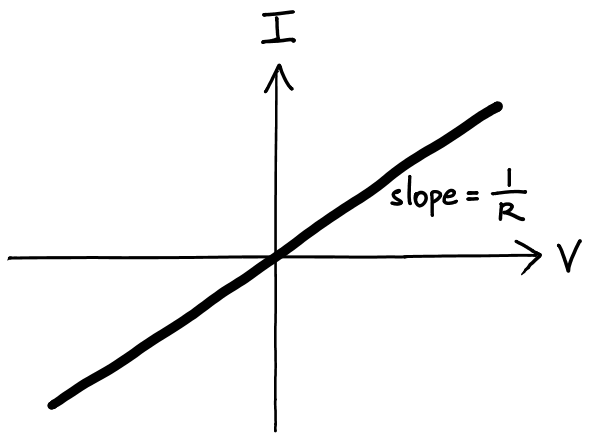 I
slope = 1/R
V